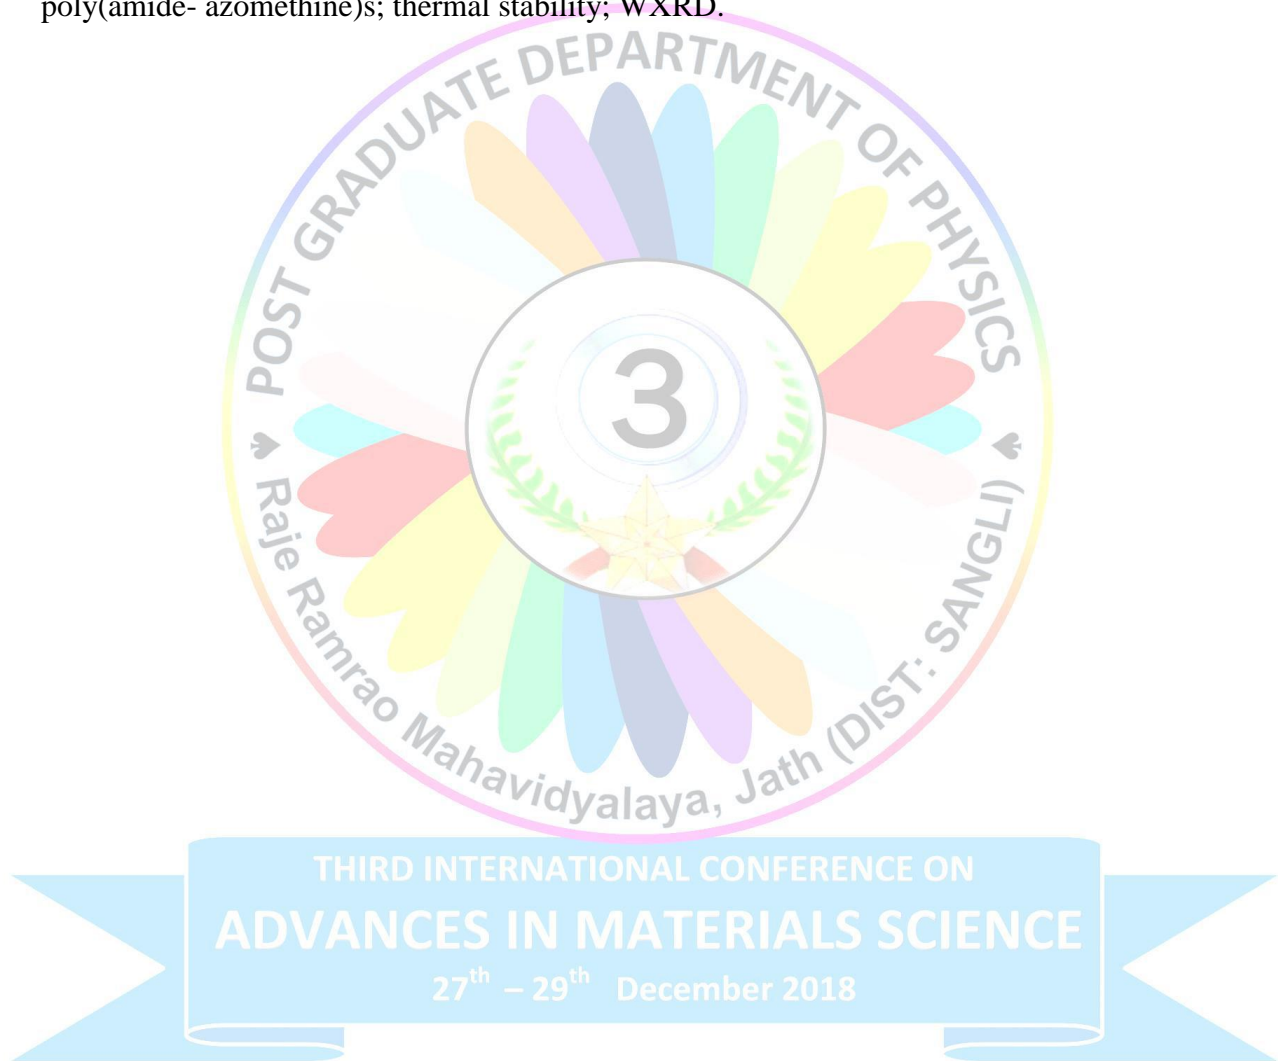 poly(amide- azomethine)s; thermal stability; WXRD.
POST GRADUATE DEPARTMENT OF PHYSICS
3
♠ Raje Ramrao Mahavidyalaya, Jath (DIST: SANGLI) ♠
THIRD INTERNATIONAL CONFERENCE ON
ADVANCES IN MATERIALS SCIENCE
27th – 29th December 2018